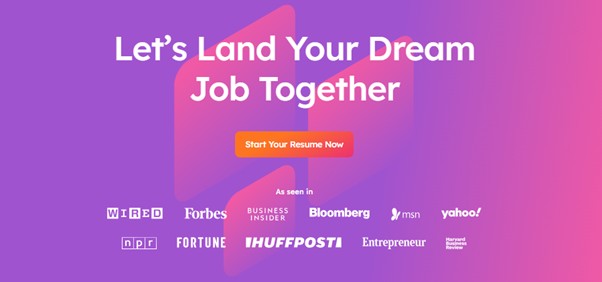 Let's Land Your Dream
Job Together
Start Your Resume Now
As seen in
WIRED Forbes BUSINESS INSIDER Bloomberg msn yahoo!
npr FORTUNE IHUFFPOSTI Entrepreneur Harvard Business Review